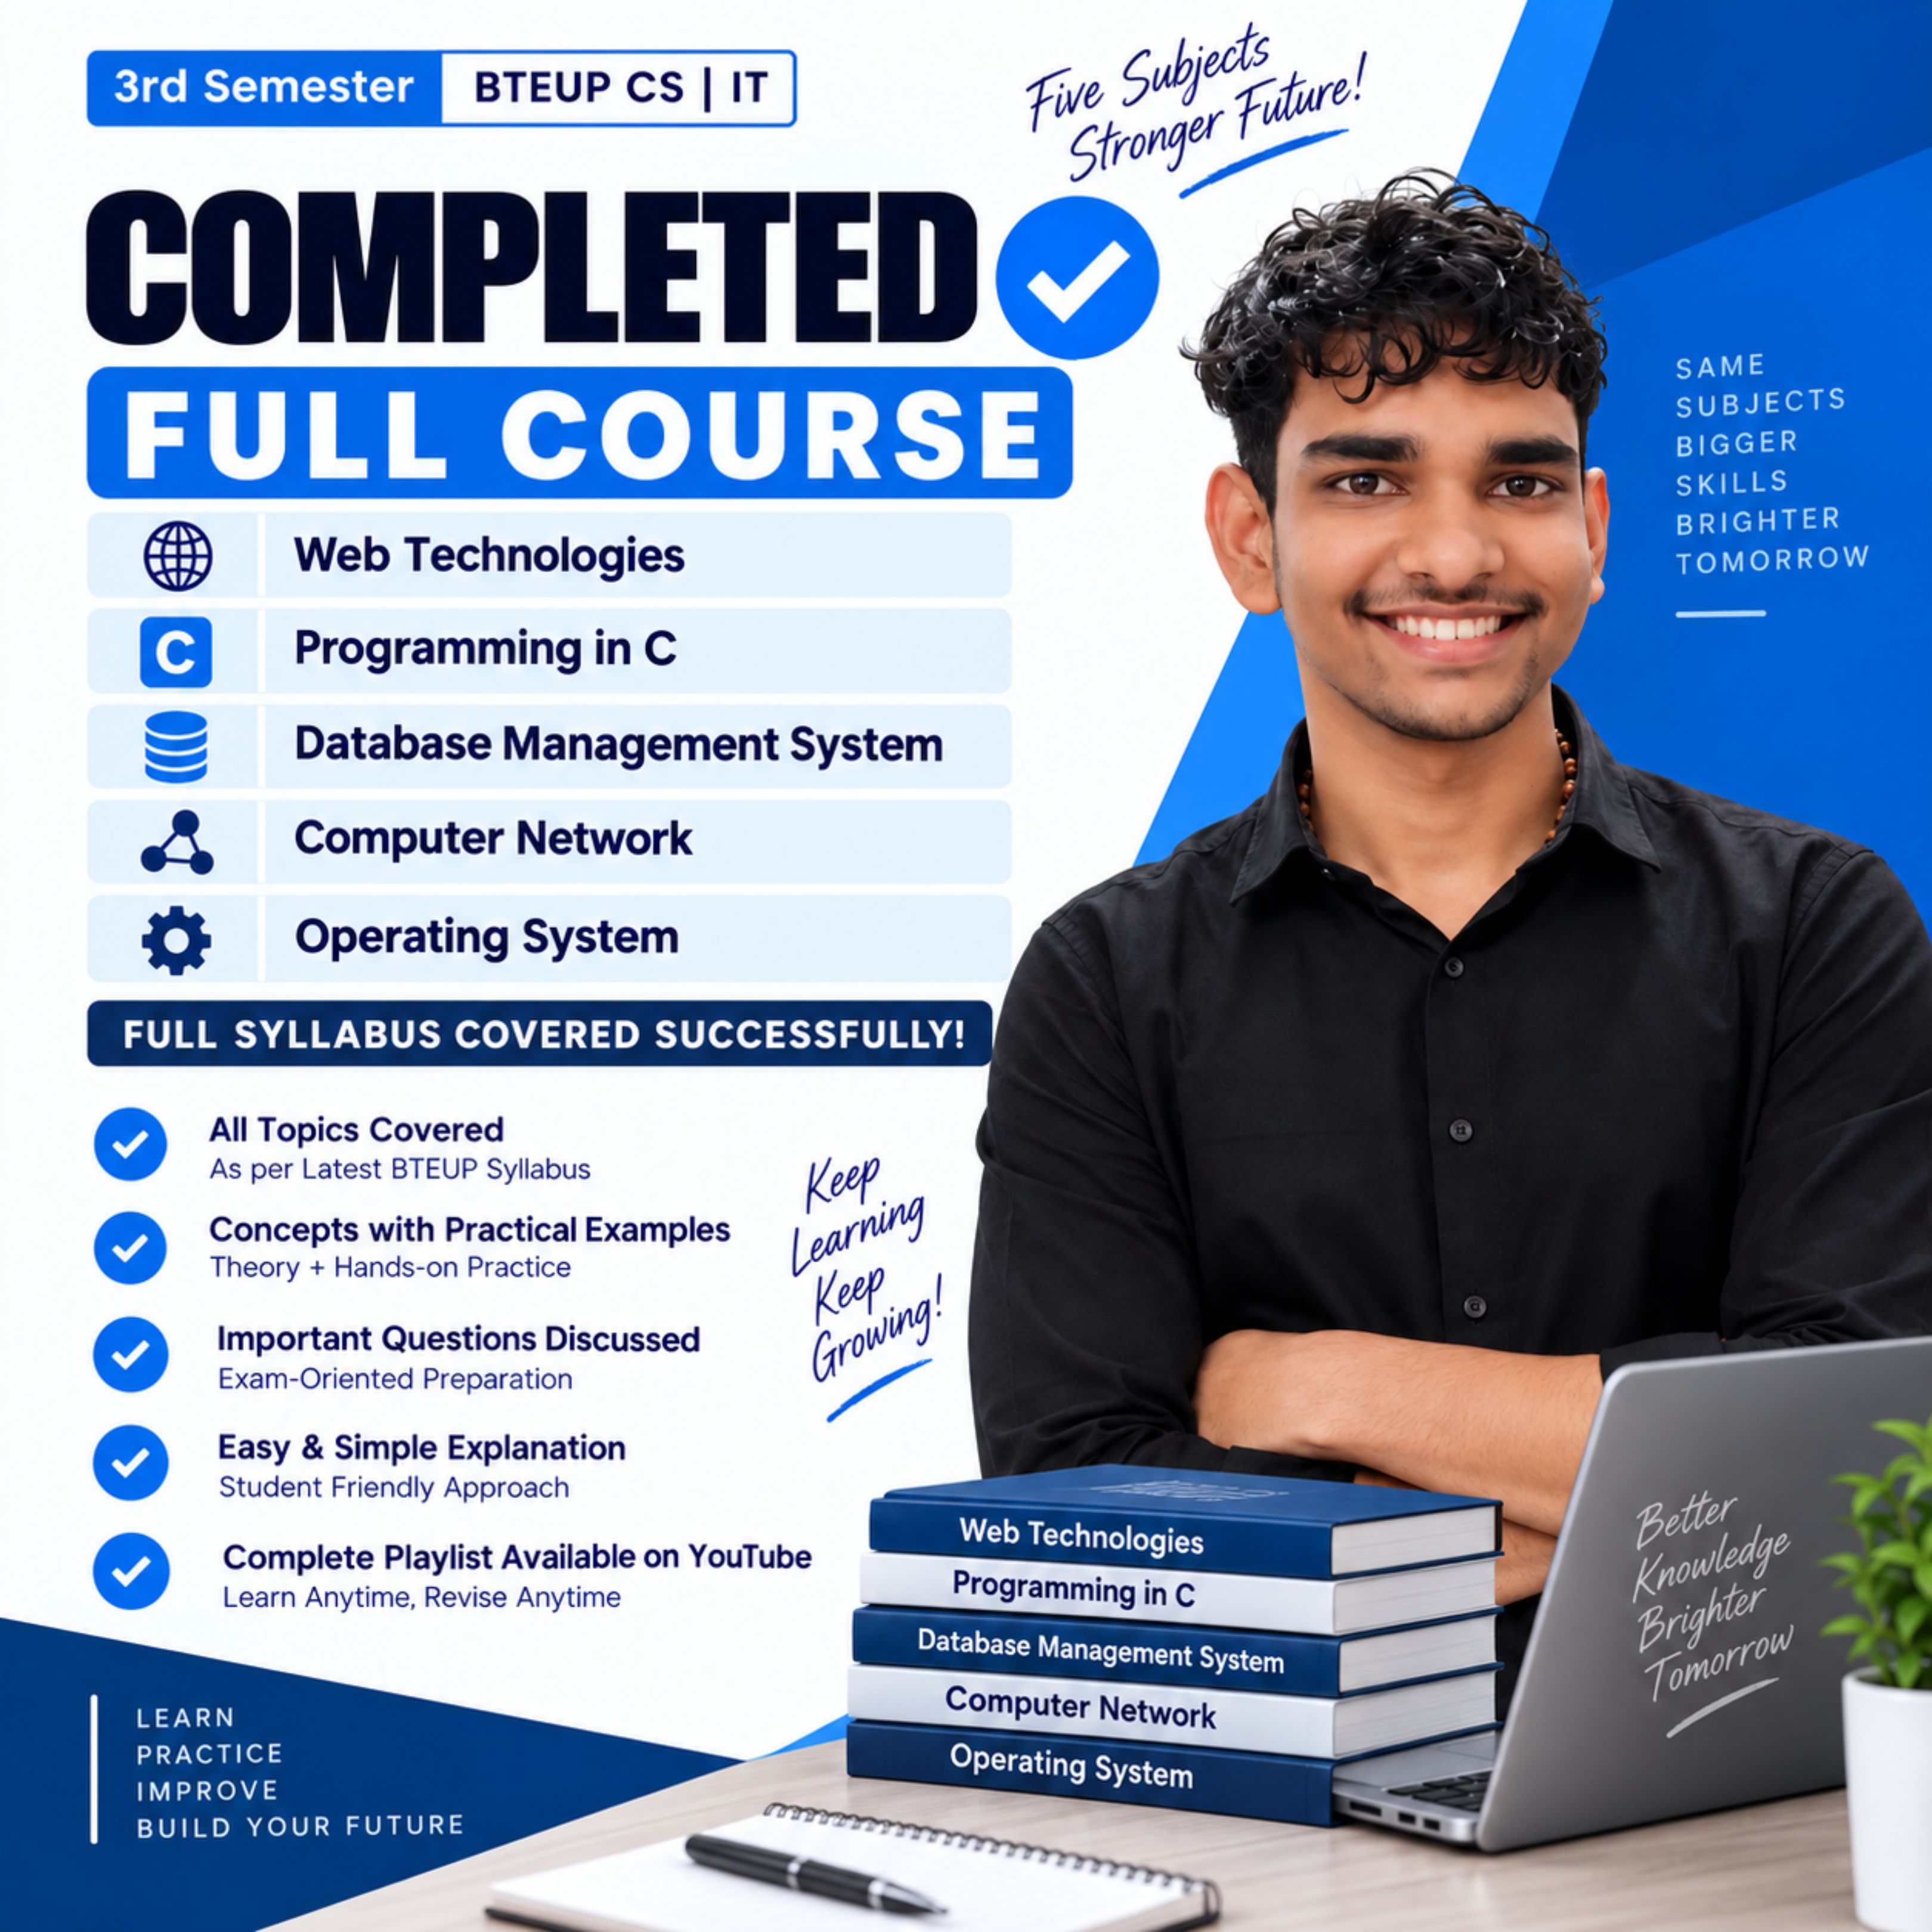 3rd Semester BTEUP CS | IT
Five Subjects
Stronger Future!
COMPLETED
FULL COURSE
Web Technologies
C Programming in C
Database Management System
Computer Network
Operating System
FULL SYLLABUS COVERED SUCCESSFULLY!
All Topics Covered
As per Latest BTEUP Syllabus
Concepts with Practical Examples
Theory + Hands-on Practice
Important Questions Discussed
Exam-Oriented Preparation
Easy & Simple Explanation
Student Friendly Approach
Complete Playlist Available on YouTube
Learn Anytime, Revise Anytime
Keep
Learning
Keep
Growing!
SAME
SUBJECTS
BIGGER
SKILLS
BRIGHTER
TOMORROW
Web Technologies
Programming in C
Database Management System
Computer Network
Operating System
Better
Knowledge
Brighter
Tomorrow
LEARN
PRACTICE
IMPROVE
BUILD YOUR FUTURE